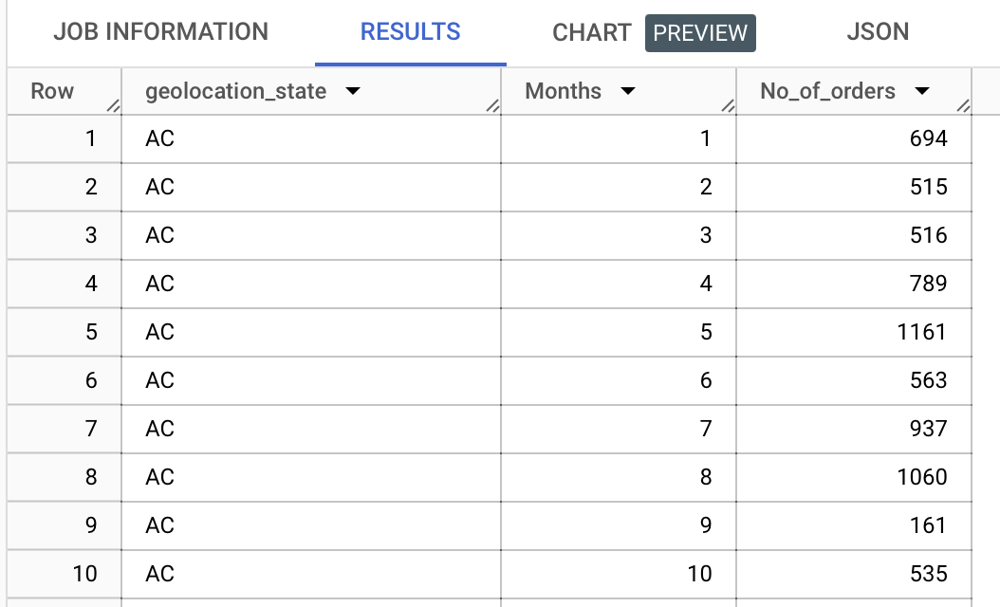 JOB INFORMATION RESULTS CHART PREVIEW JSON
Row geolocation_state Months No_of_orders
1 AC 1 694
2 AC 2 515
3 AC 3 516
4 AC 4 789
5 AC 5 1161
6 AC 6 563
7 AC 7 937
8 AC 8 1060
9 AC 9 161
10 AC 10 535